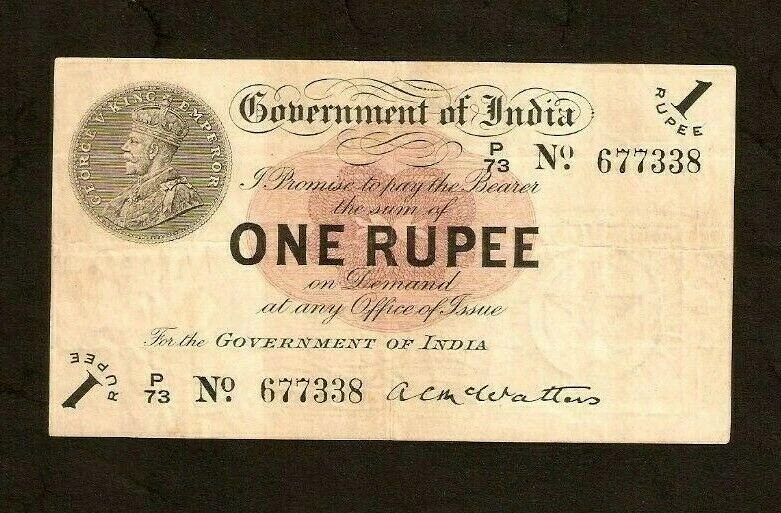 GEORGE V KING EMPEROR
Government of India
1 RUPEE
P/73 Nº 677338
I Promise to pay the Bearer
the sum of
ONE RUPEE
on Demand
at any Office of Issue
For the GOVERNMENT OF INDIA
1 RUPEE RUPEE
P/73 Nº 677338 ACMcWatters